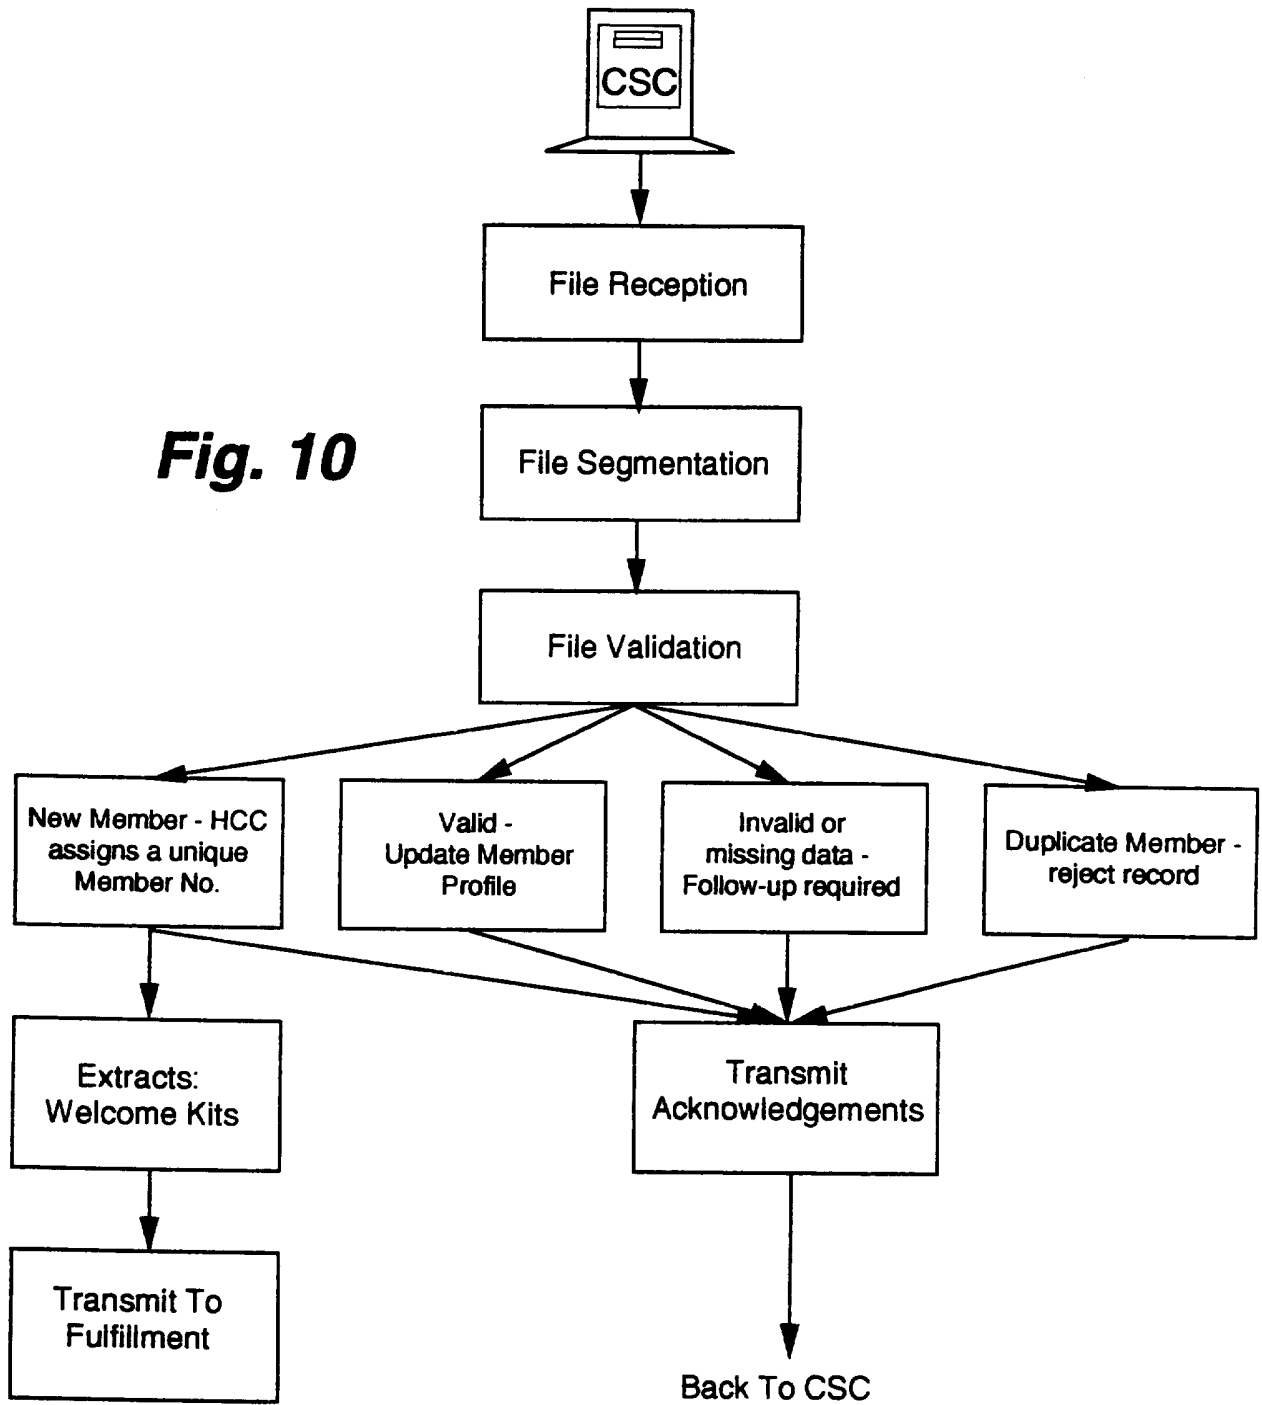 CSC
File Reception
Fig. 10
File Segmentation
File Validation
New Member - HCC
assigns a unique
Member No.
Valid -
Update Member
Profile
Invalid or
missing data -
Follow-up required
Duplicate Member -
reject record
Extracts:
Welcome Kits
Transmit
Acknowledgements
Transmit To
Fulfillment
Back To CSC